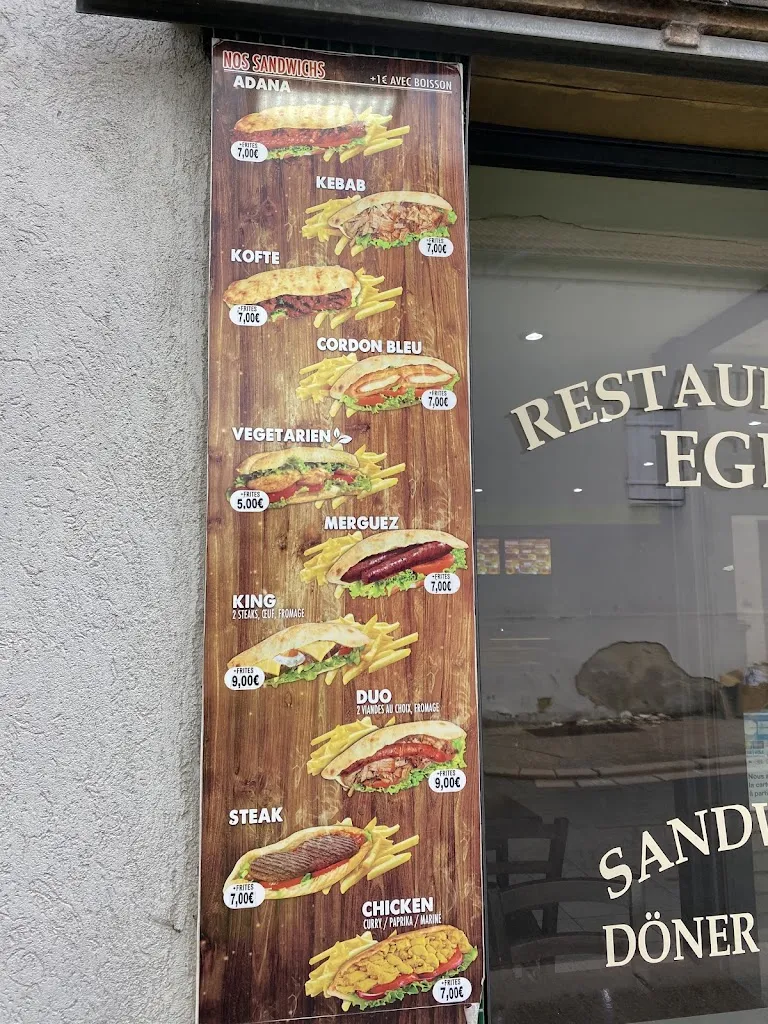 NOS SANDWICHS
+1€ AVEC BOISSON
ADANA
+FRITES
7,00€
KEBAB
+FRITES
7,00€
KOFTE
+FRITES
7,00€
CORDON BLEU
+FRITES
7,00€
VEGETARIEN
+FRITES
5,00€
MERGUEZ
+FRITES
7,00€
KING
2 STEAKS, ŒUF, FROMAGE
+FRITES
9,00€
DUO
2 VIANDES AU CHOIX, FROMAGE
+FRITES
9,00€
STEAK
+FRITES
7,00€
CHICKEN
CURRY / PAPRIKA / MARINÉ
+FRITES
7,00€
RESTAU
EG
SANDW
DÖNER